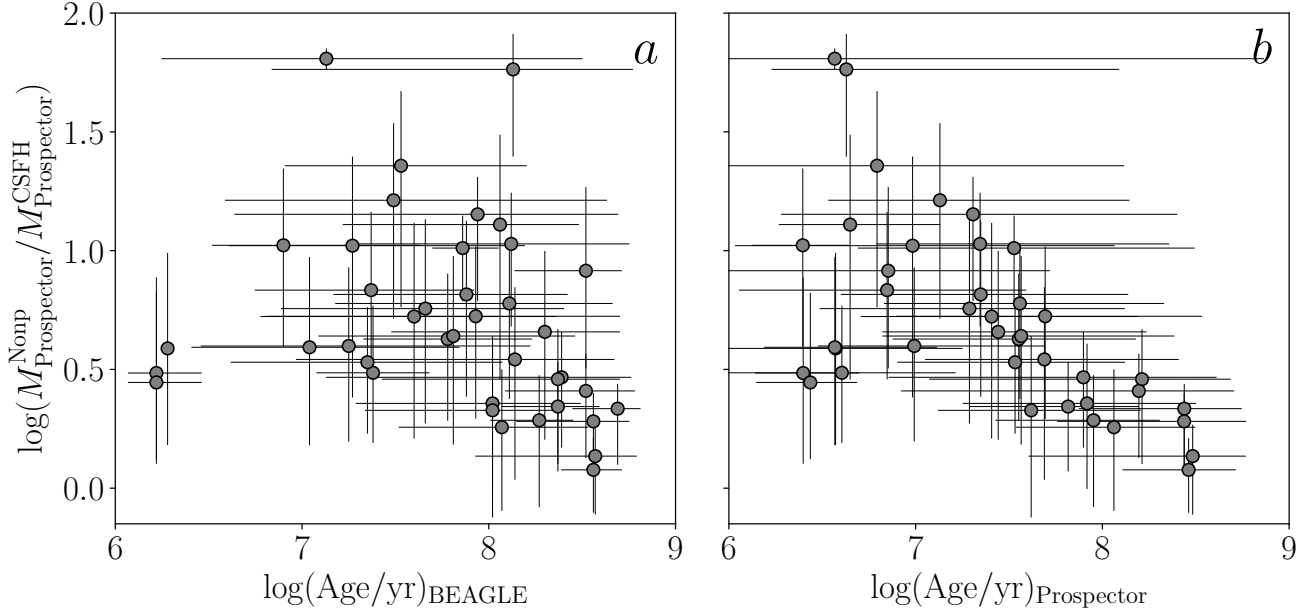 2.0
1.5
1.0
0.5
0.0
log(M^Nonp_Prospector/M^CSFH_Prospector)
a
b
6 7 8 9
6 7 8 9
log(Age/yr)_BEAGLE
log(Age/yr)_Prospector